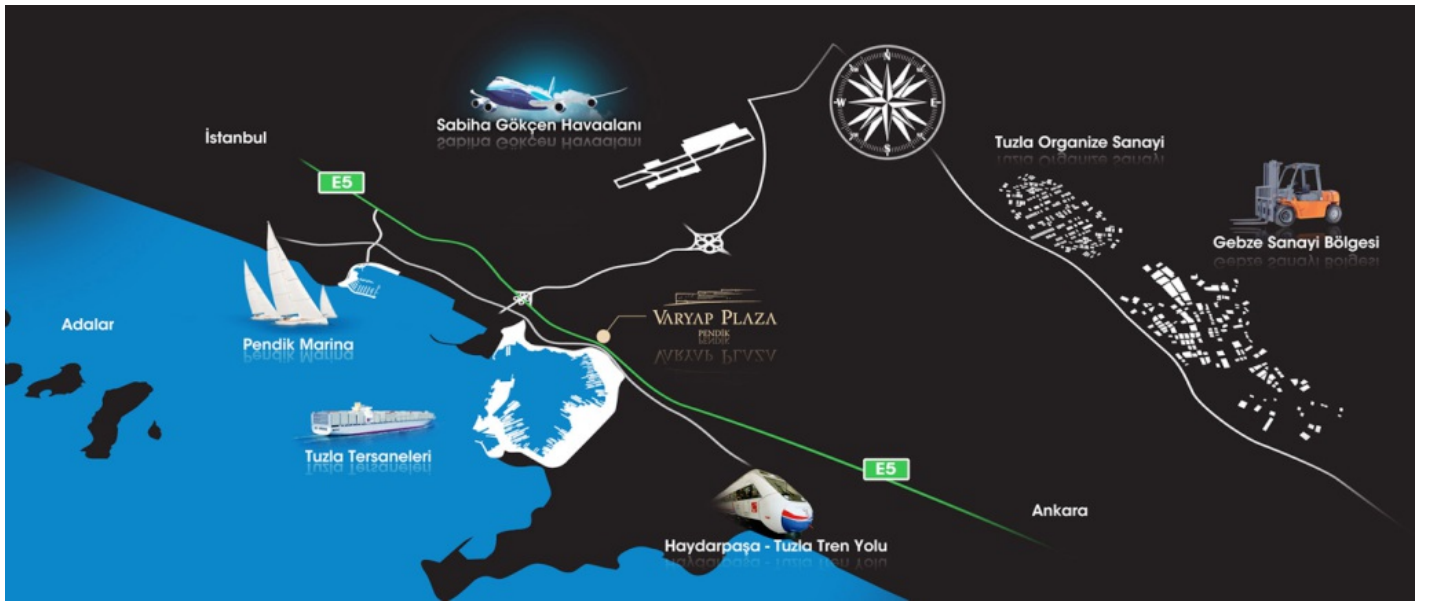 Sabiha Gökçen Havaalanı
İstanbul
E5
N
W
E
S
Tuzla Organize Sanayi
Gebze Sanayi Bölgesi
Adalar
Pendik Marina
VARYAP PLAZA
PENDİK
Tuzla Tersaneleri
E5
Ankara
Haydarpaşa - Tuzla Tren Yolu